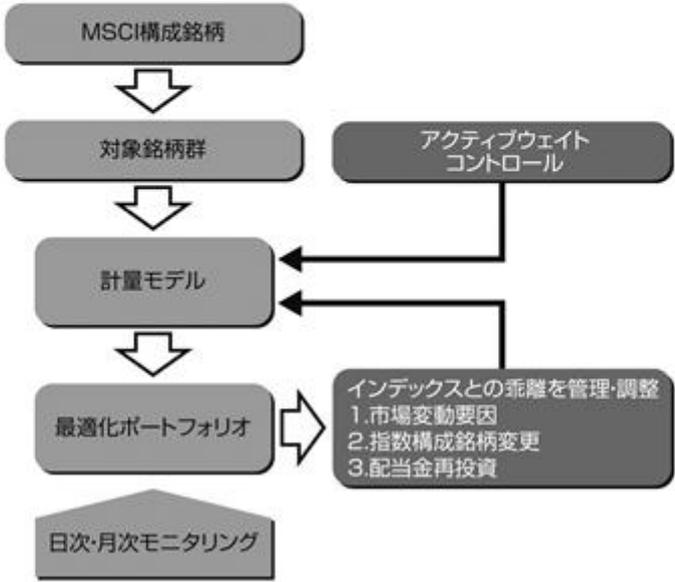 MSCI構成銘柄
対象銘柄群
アクティブウェイト
コントロール
計量モデル
最適化ポートフォリオ
インデックスとの乖離を管理・調整
1.市場変動要因
2.指数構成銘柄変更
3.配当金再投資
日次・月次モニタリング